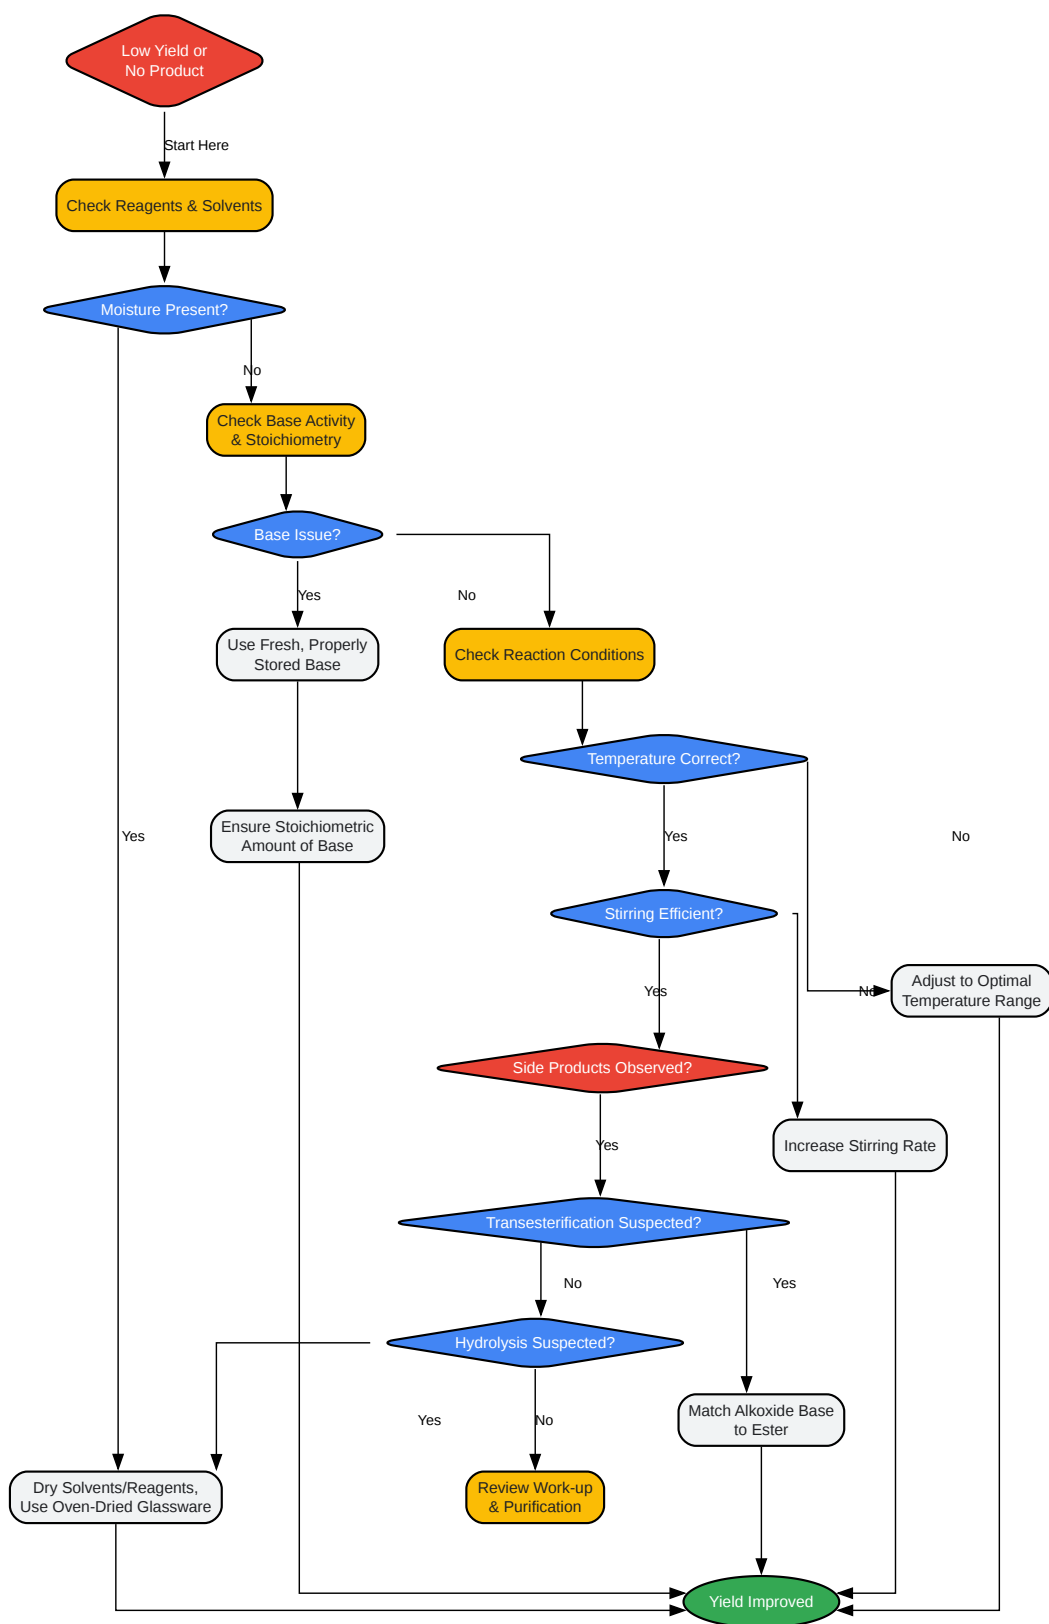 Low Yield or
No Product
Start Here
Check Reagents & Solvents
Moisture Present?
No
Check Base Activity
& Stoichiometry
Base Issue?
Yes
No
Use Fresh, Properly
Stored Base
Check Reaction Conditions
Temperature Correct?
Ensure Stoichiometric
Amount of Base
Yes
Yes
No
Stirring Efficient?
Yes
No
Adjust to Optimal
Temperature Range
Side Products Observed?
Yes
Increase Stirring Rate
Transesterification Suspected?
No
Yes
Hydrolysis Suspected?
Yes
No
Match Alkoxide Base
to Ester
Dry Solvents/Reagents,
Use Oven-Dried Glassware
Review Work-up
& Purification
Yield Improved